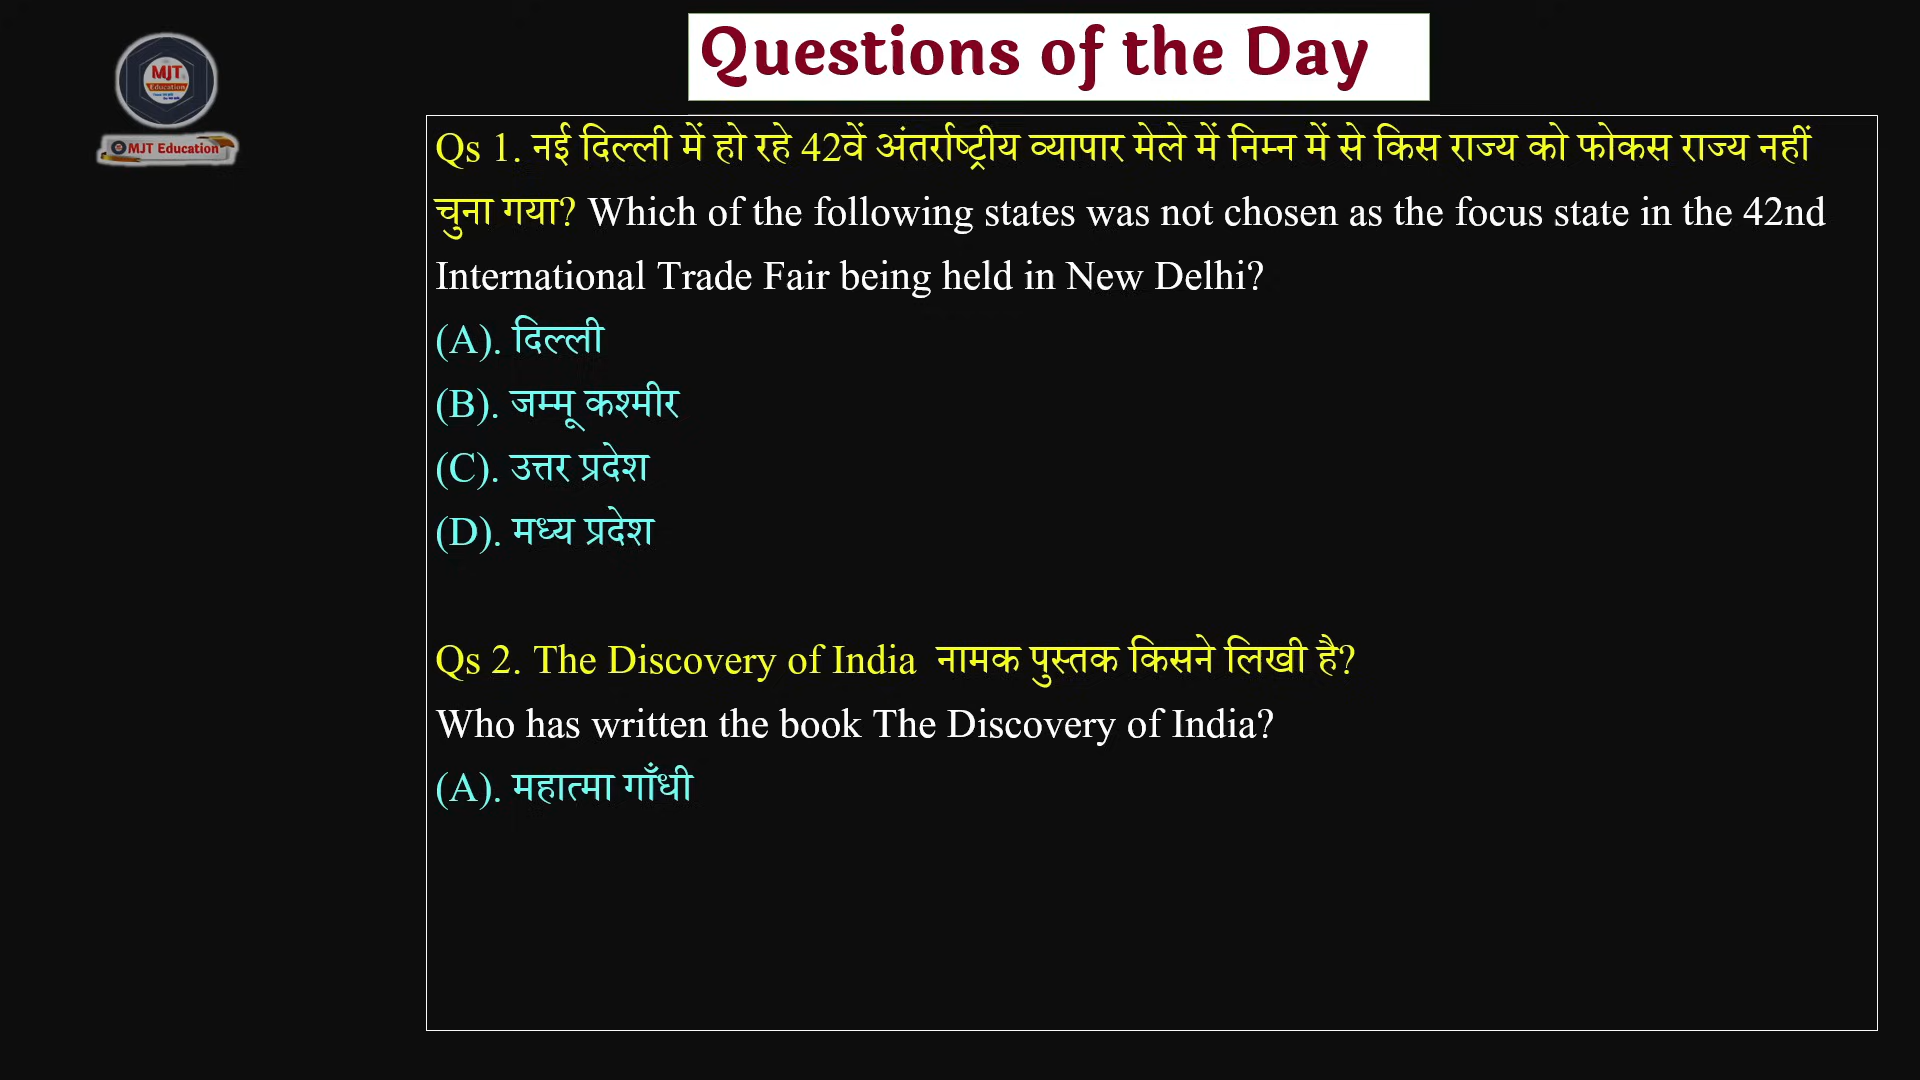 MJT
Education
MJT Education
Questions of the Day
Qs 1. नई दिल्ली में हो रहे 42वें अंतर्राष्ट्रीय व्यापार मेले में निम्न में से किस राज्य को फोकस राज्य नहीं
चुना गया? Which of the following states was not chosen as the focus state in the 42nd
International Trade Fair being held in New Delhi?
(A). दिल्ली
(B). जम्मू कश्मीर
(C). उत्तर प्रदेश
(D). मध्य प्रदेश
Qs 2. The Discovery of India नामक पुस्तक किसने लिखी है?
Who has written the book The Discovery of India?
(A). महात्मा गाँधी